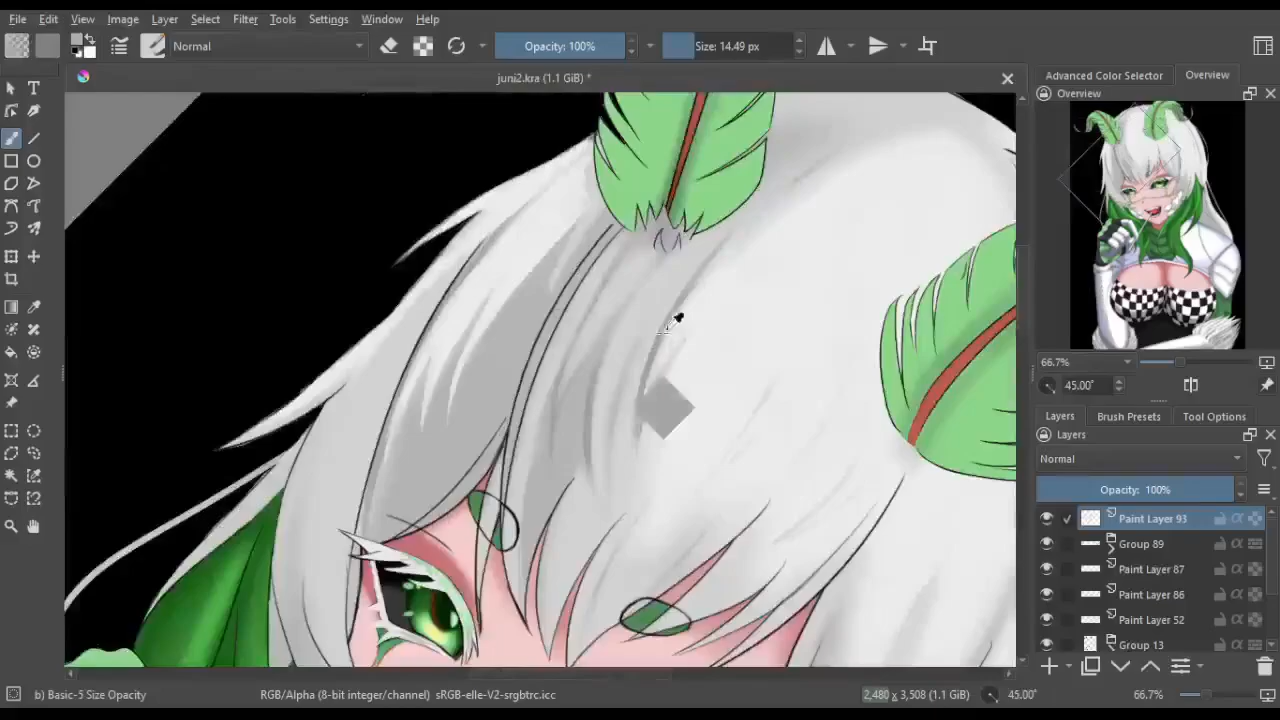 File Edit View Image Layer Select Filter Tools Settings Window Help
Normal Opacity: 100% Size: 14.49 px
juni2.kra (1.1 GiB) *
Advanced Color Selector Overview
Overview
66.7%
45.00°
Layers Brush Presets Tool Options
Layers
Normal
Opacity: 100%
Paint Layer 93
Group 89
Paint Layer 87
Paint Layer 86
Paint Layer 52
Group 13
b) Basic-5 Size Opacity RGB/Alpha (8-bit integer/channel) sRGB-elle-V2-srgbtrc.icc 2,480 x 3,508 (1.1 GiB) 45.00° 66.7%